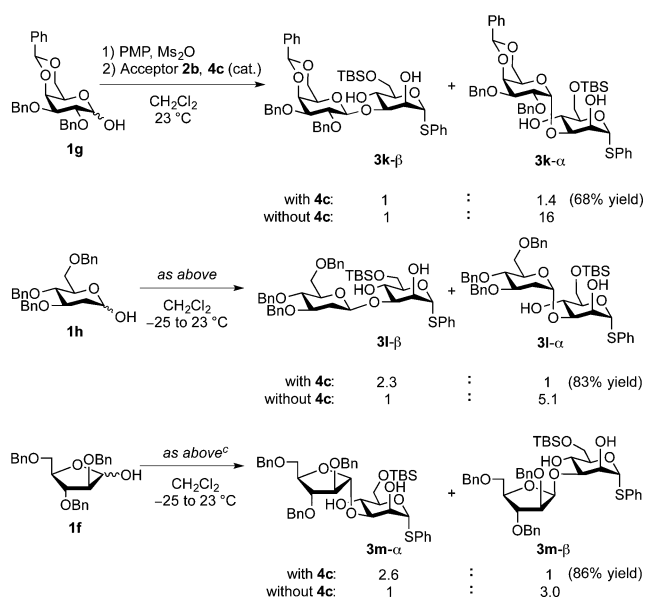 Ph
O
O
O
BnO
BnO
OH
1g
1) PMP, Ms2O
2) Acceptor 2b, 4c (cat.)
CH2Cl2
23 °C
Ph
O
O
TBSO
OH
O
HO
O
BnO
O
BnO
SPh
3k-β
+
Ph
O
O
O
BnO
BnO
OTBS
OH
HO
O
O
SPh
3k-α
with 4c: 1 : 1.4 (68% yield)
without 4c: 1 : 16
OBn
BnO
O
BnO
OH
1h
as above
CH2Cl2
−25 to 23 °C
OBn
TBSO
OH
BnO
O
HO
O
BnO
O
SPh
3l-β
+
OBn
BnO
O
BnO
OTBS
OH
HO
O
O
SPh
3l-α
with 4c: 2.3 : 1 (83% yield)
without 4c: 1 : 5.1
BnO
O
OBn
OH
OBn
1f
as aboveᶜ
CH2Cl2
−25 to 23 °C
BnO
O
OBn
OTBS
OH
HO
O
BnO
O
SPh
3m-α
+
TBSO
OH
HO
O
BnO
OBn
O
O
SPh
OBn
3m-β
with 4c: 2.6 : 1 (86% yield)
without 4c: 1 : 3.0